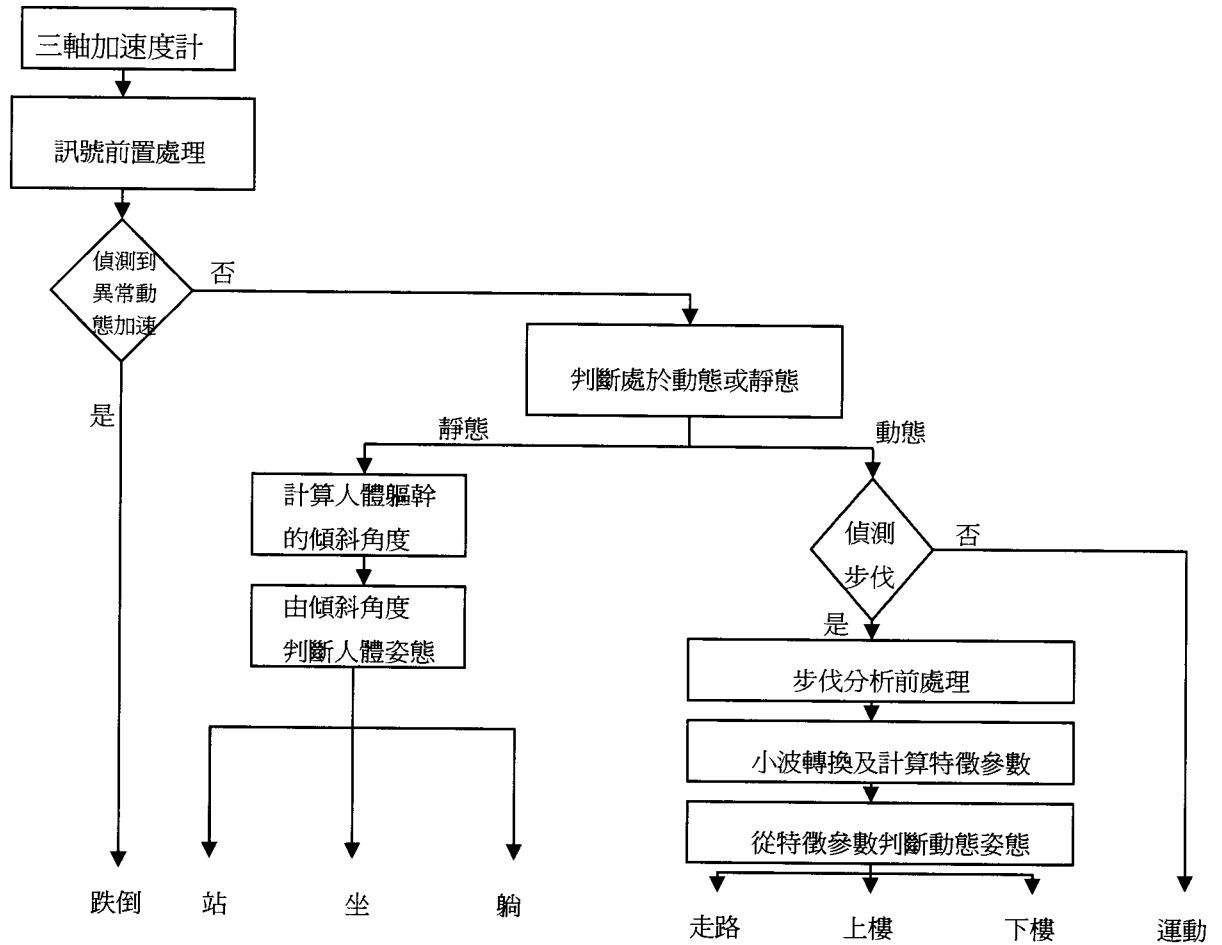 三軸加速度計
訊號前置處理
偵測到
異常動
態加速
否
是
判斷處於動態或靜態
靜態
動態
計算人體軀幹
的傾斜角度
由傾斜角度
判斷人體姿態
偵測
步伐
否
是
步伐分析前處理
小波轉換及計算特徵參數
從特徵參數判斷動態姿態
跌倒
站
坐
躺
走路
上樓
下樓
運動